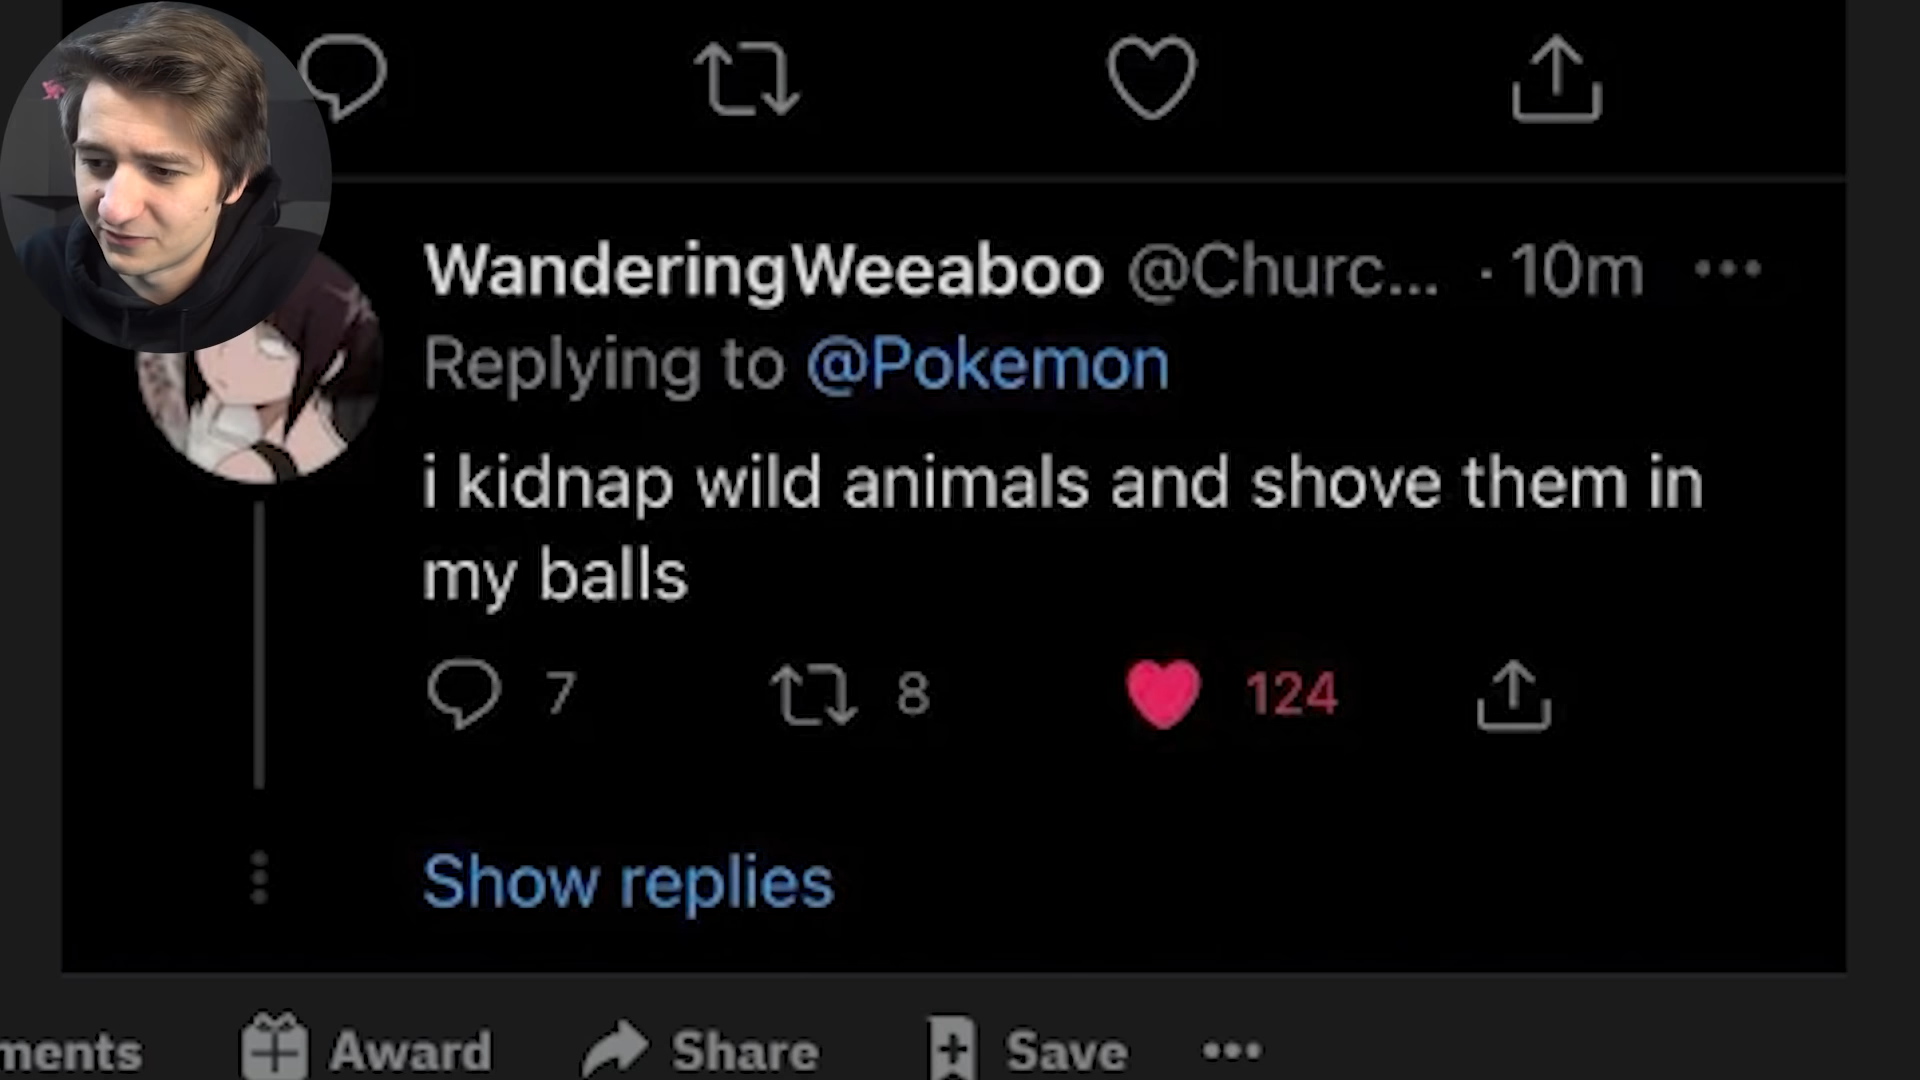 WanderingWeeaboo @Churc... · 10m
Replying to @Pokemon
i kidnap wild animals and shove them in
my balls
7 8 124
Show replies
ments Award Share Save